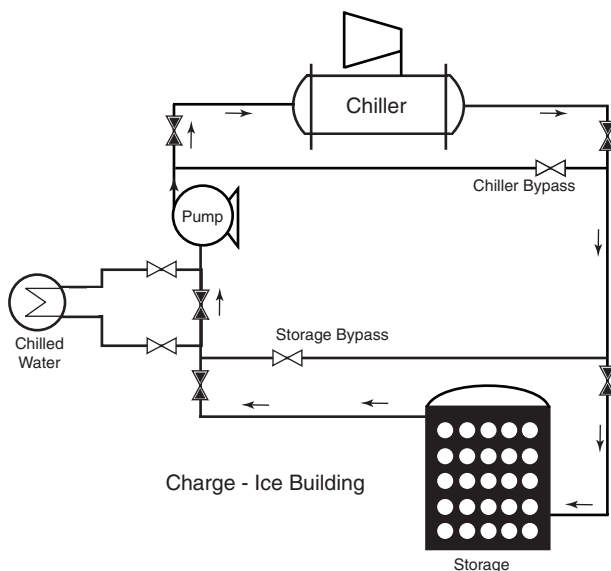 Chiller
Chiller Bypass
Pump
Chilled
Water
Storage Bypass
Charge - Ice Building
Storage